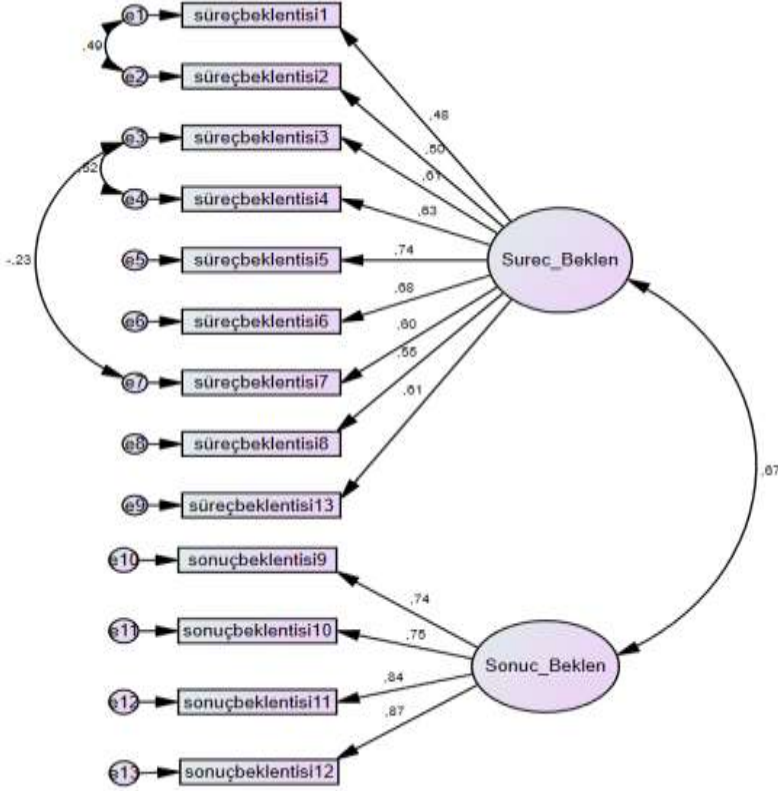 e1 süreçbeklentisi1
.49
e2 süreçbeklentisi2
.48
e3 süreçbeklentisi3
.50
.61
.52
e4 süreçbeklentisi4
.63
-.23
e5 süreçbeklentisi5
.74
Surec_Beklen
e6 süreçbeklentisi6
.68
.60
.55
e7 süreçbeklentisi7
.61
e8 süreçbeklentisi8
.67
e9 süreçbeklentisi13
e10 sonuçbeklentisi9
.74
e11 sonuçbeklentisi10
.75
Sonuc_Beklen
.84
e12 sonuçbeklentisi11
.87
e13 sonuçbeklentisi12